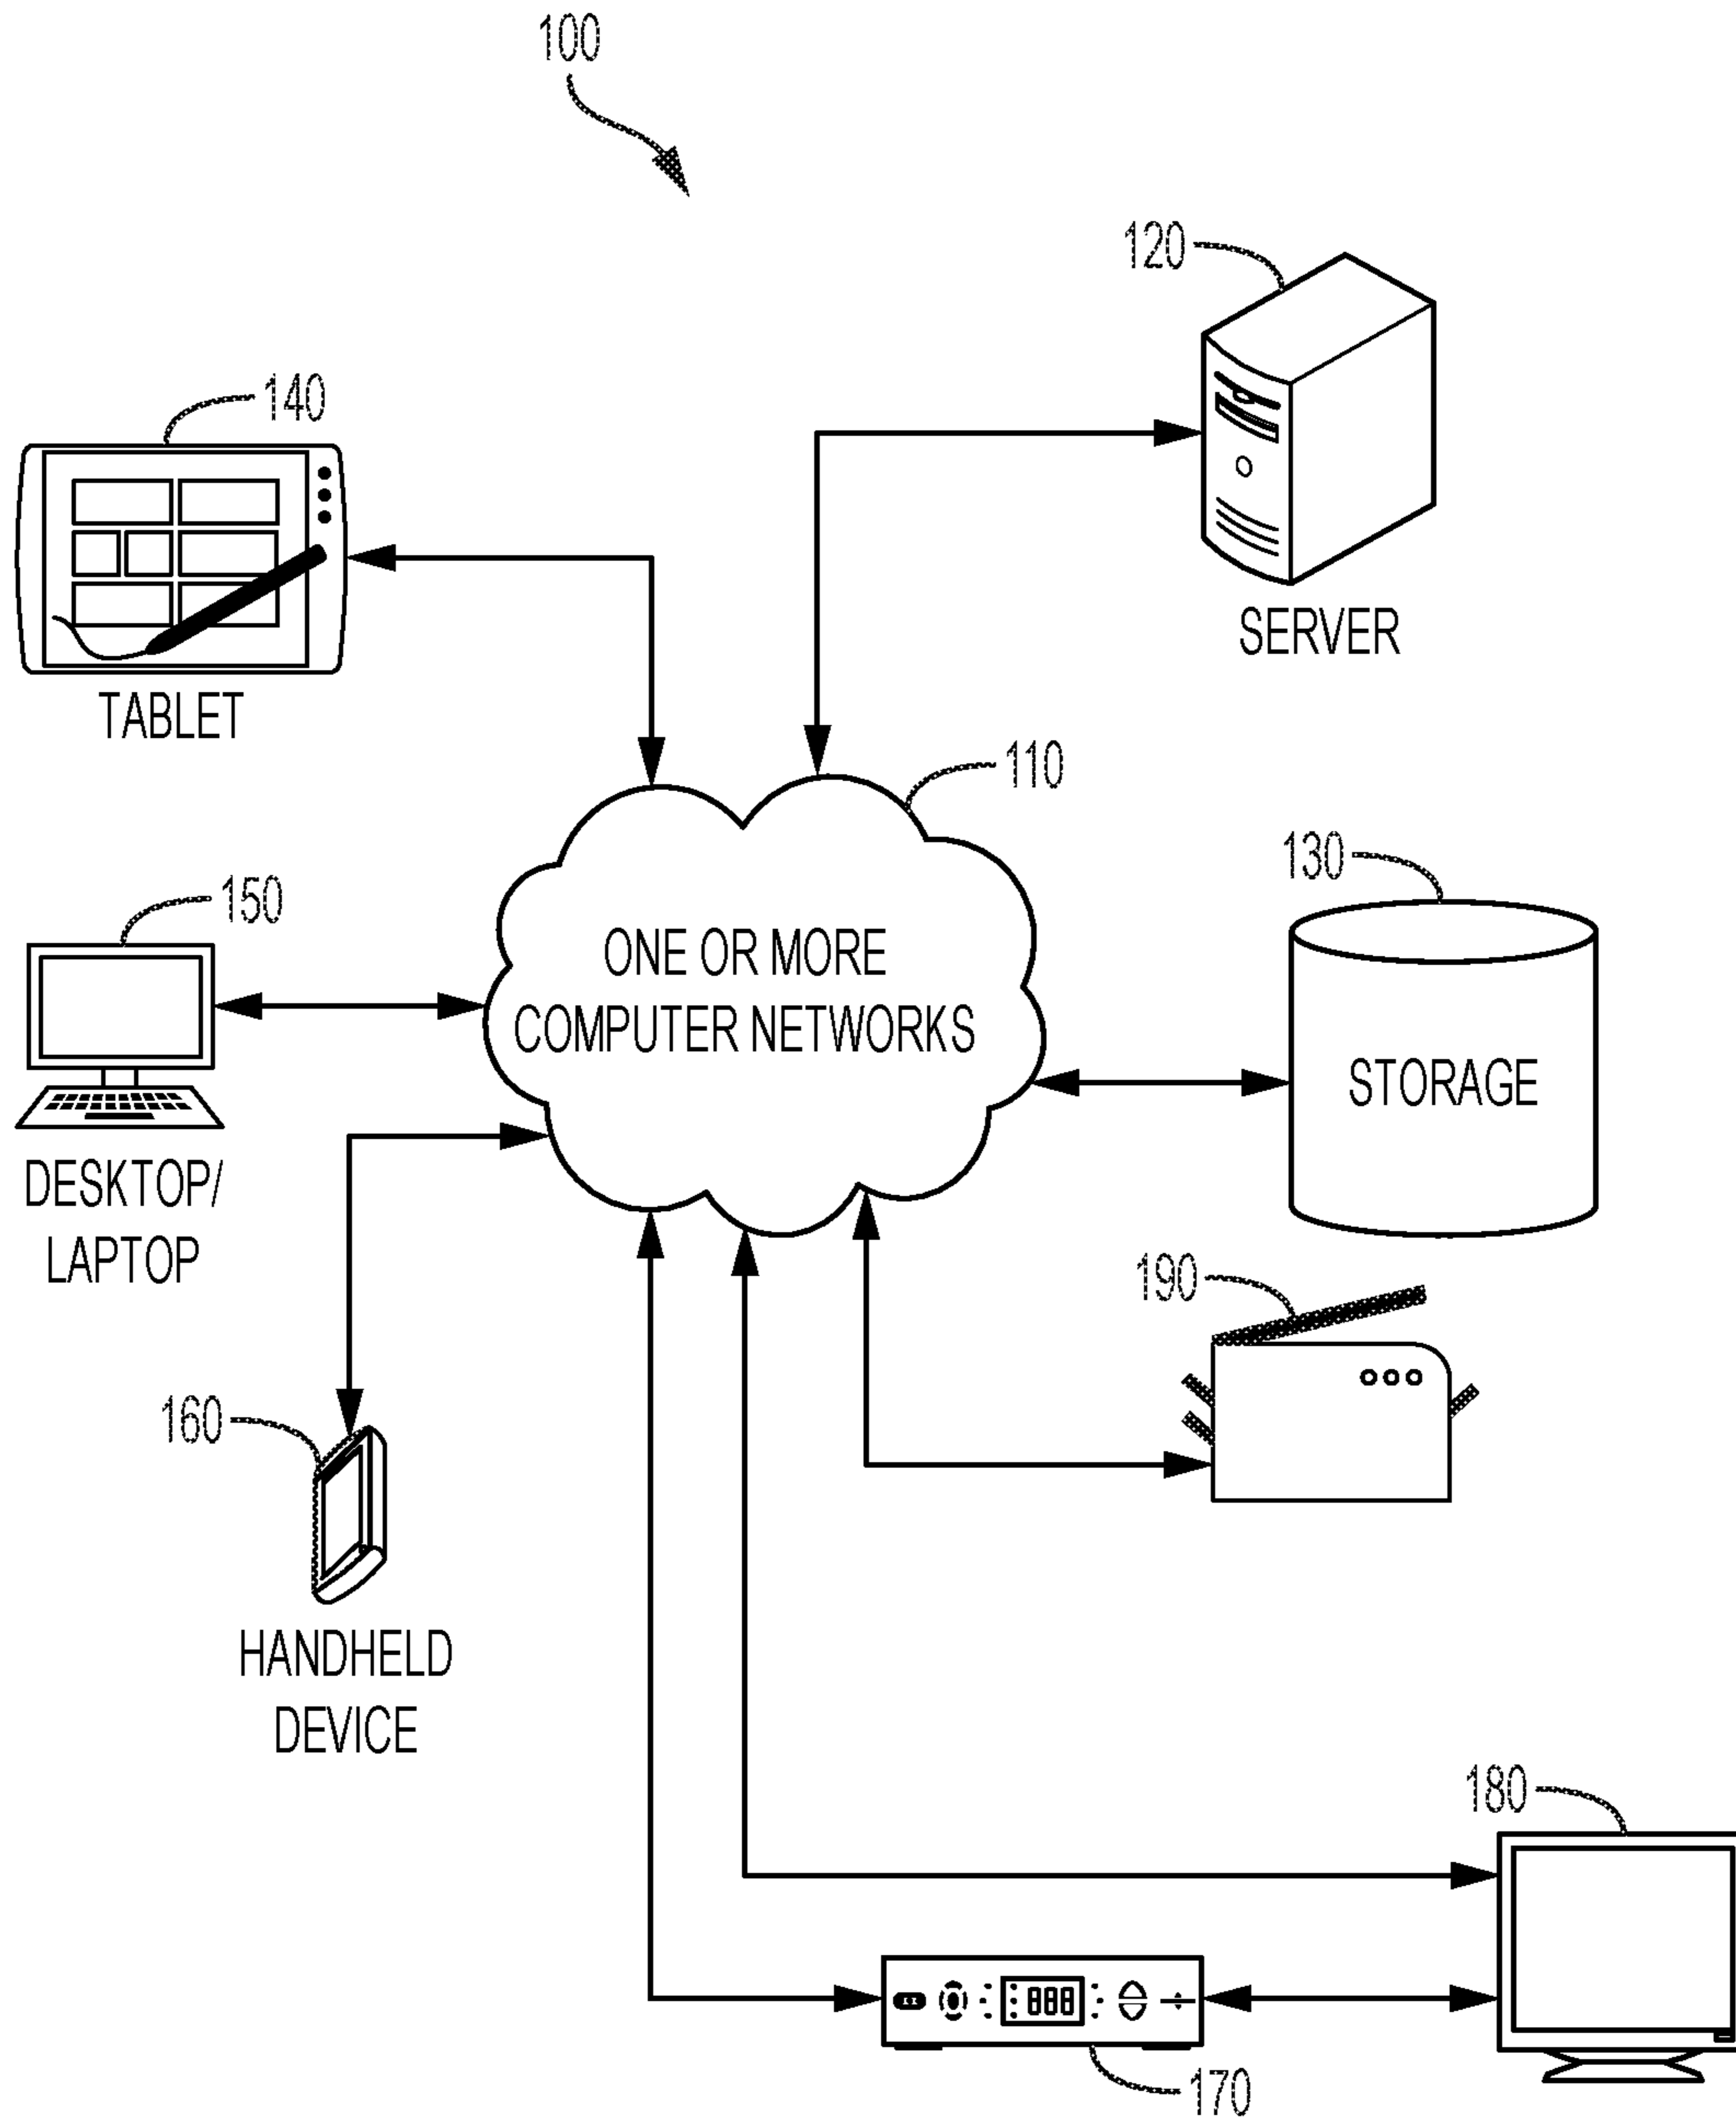 100
120
SERVER
140
TABLET
110
ONE OR MORE
COMPUTER NETWORKS
130
STORAGE
150
DESKTOP/
LAPTOP
190
160
HANDHELD
DEVICE
180
888
170